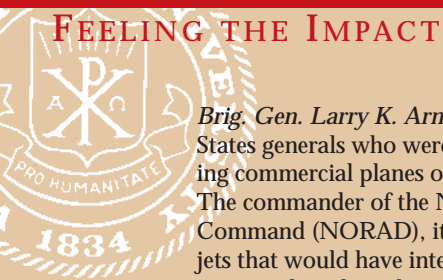 FEELING THE IMPACT
Brig. Gen. Larry K. Arn
States generals who were
ing commercial planes o
The commander of the N
Command (NORAD), it
jets that would have inte
PRO HUMANITATE
1834
Α Ω